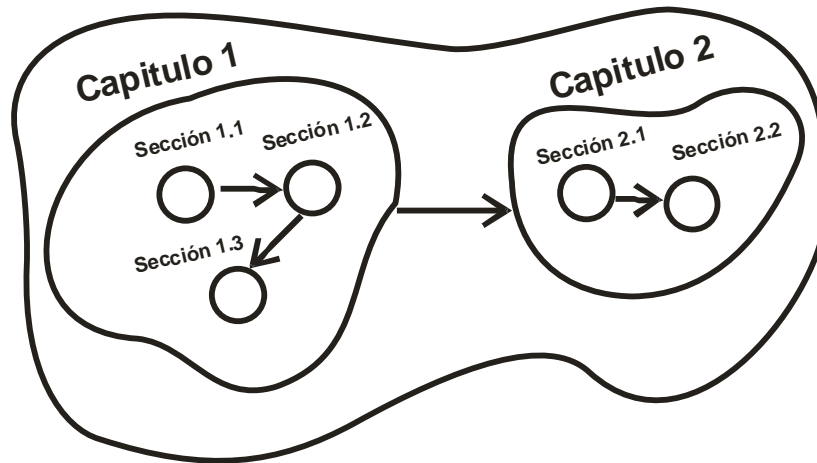 Capitulo 1
Sección 1.1
Sección 1.2
Sección 1.3
Capitulo 2
Sección 2.1
Sección 2.2